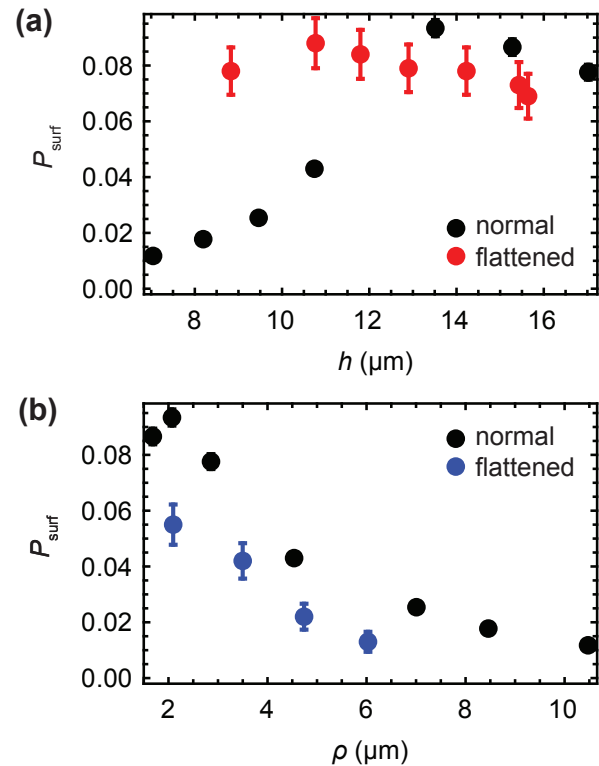 (a)
0.08
0.06
0.04
0.02
0.00
P surf
normal
flattened
8 10 12 14 16
h (µm)
(b)
0.08
0.06
0.04
0.02
0.00
P surf
normal
flattened
2 4 6 8 10
ρ (µm)